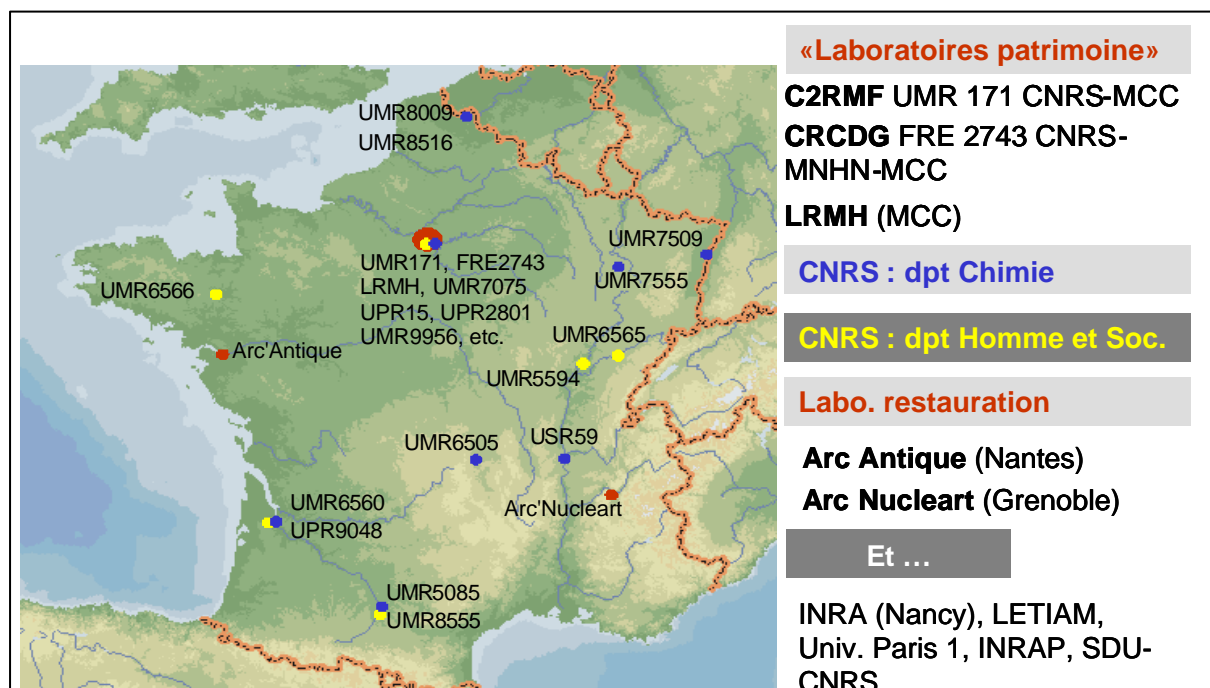 UMR8009
UMR8516
UMR7509
UMR171, FRE2743
LRMH, UMR7075
UPR15, UPR2801
UMR9956, etc.
UMR7555
UMR6566
Arc'Antique
UMR6565
UMR5594
UMR6505
USR59
Arc'Nucleart
UMR6560
UPR9048
UMR5085
UMR8555
«Laboratoires patrimoine»
C2RMF UMR 171 CNRS-MCC
CRCDG FRE 2743 CNRS-
MNHN-MCC
LRMH (MCC)
CNRS : dpt Chimie
CNRS : dpt Homme et Soc.
Labo. restauration
Arc Antique (Nantes)
Arc Nucleart (Grenoble)
Et ...
INRA (Nancy), LETIAM,
Univ. Paris 1, INRAP, SDU-
CNRS